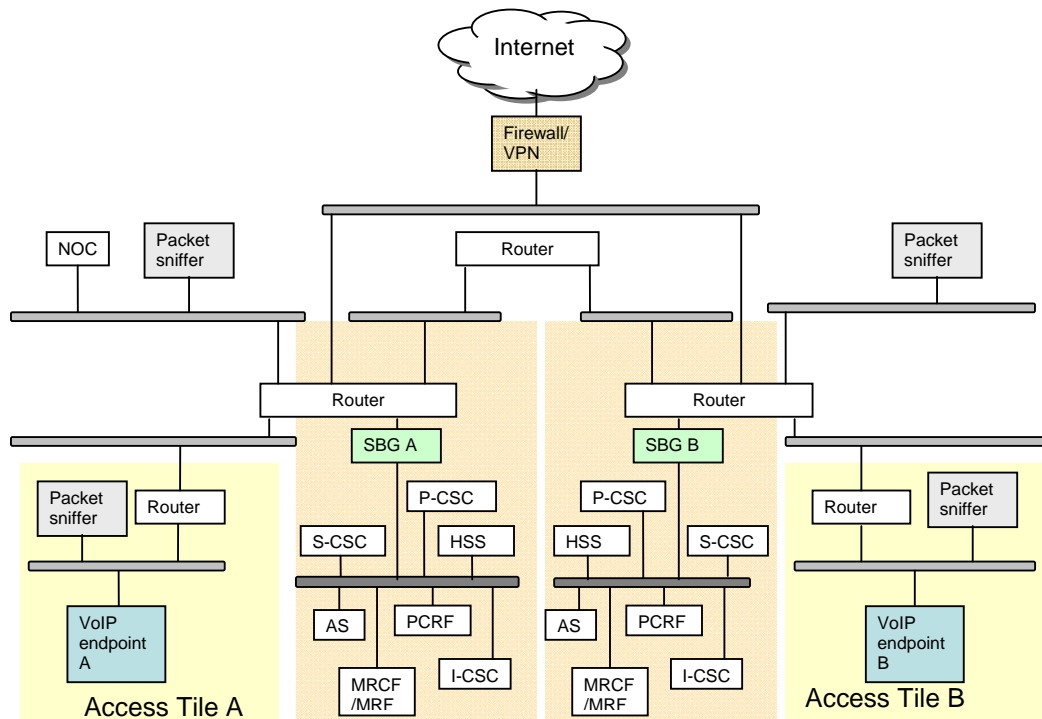 Internet
Firewall/
VPN
NOC
Packet
sniffer
Router
Packet
sniffer
Router
Router
SBG A
SBG B
Packet
sniffer
Router
P-CSC
P-CSC
Router
Packet
sniffer
S-CSC
HSS
HSS
S-CSC
AS
PCRF
AS
PCRF
VoIP
endpoint
A
MRCF
/MRF
I-CSC
MRCF
/MRF
I-CSC
VoIP
endpoint
B
Access Tile A
Access Tile B